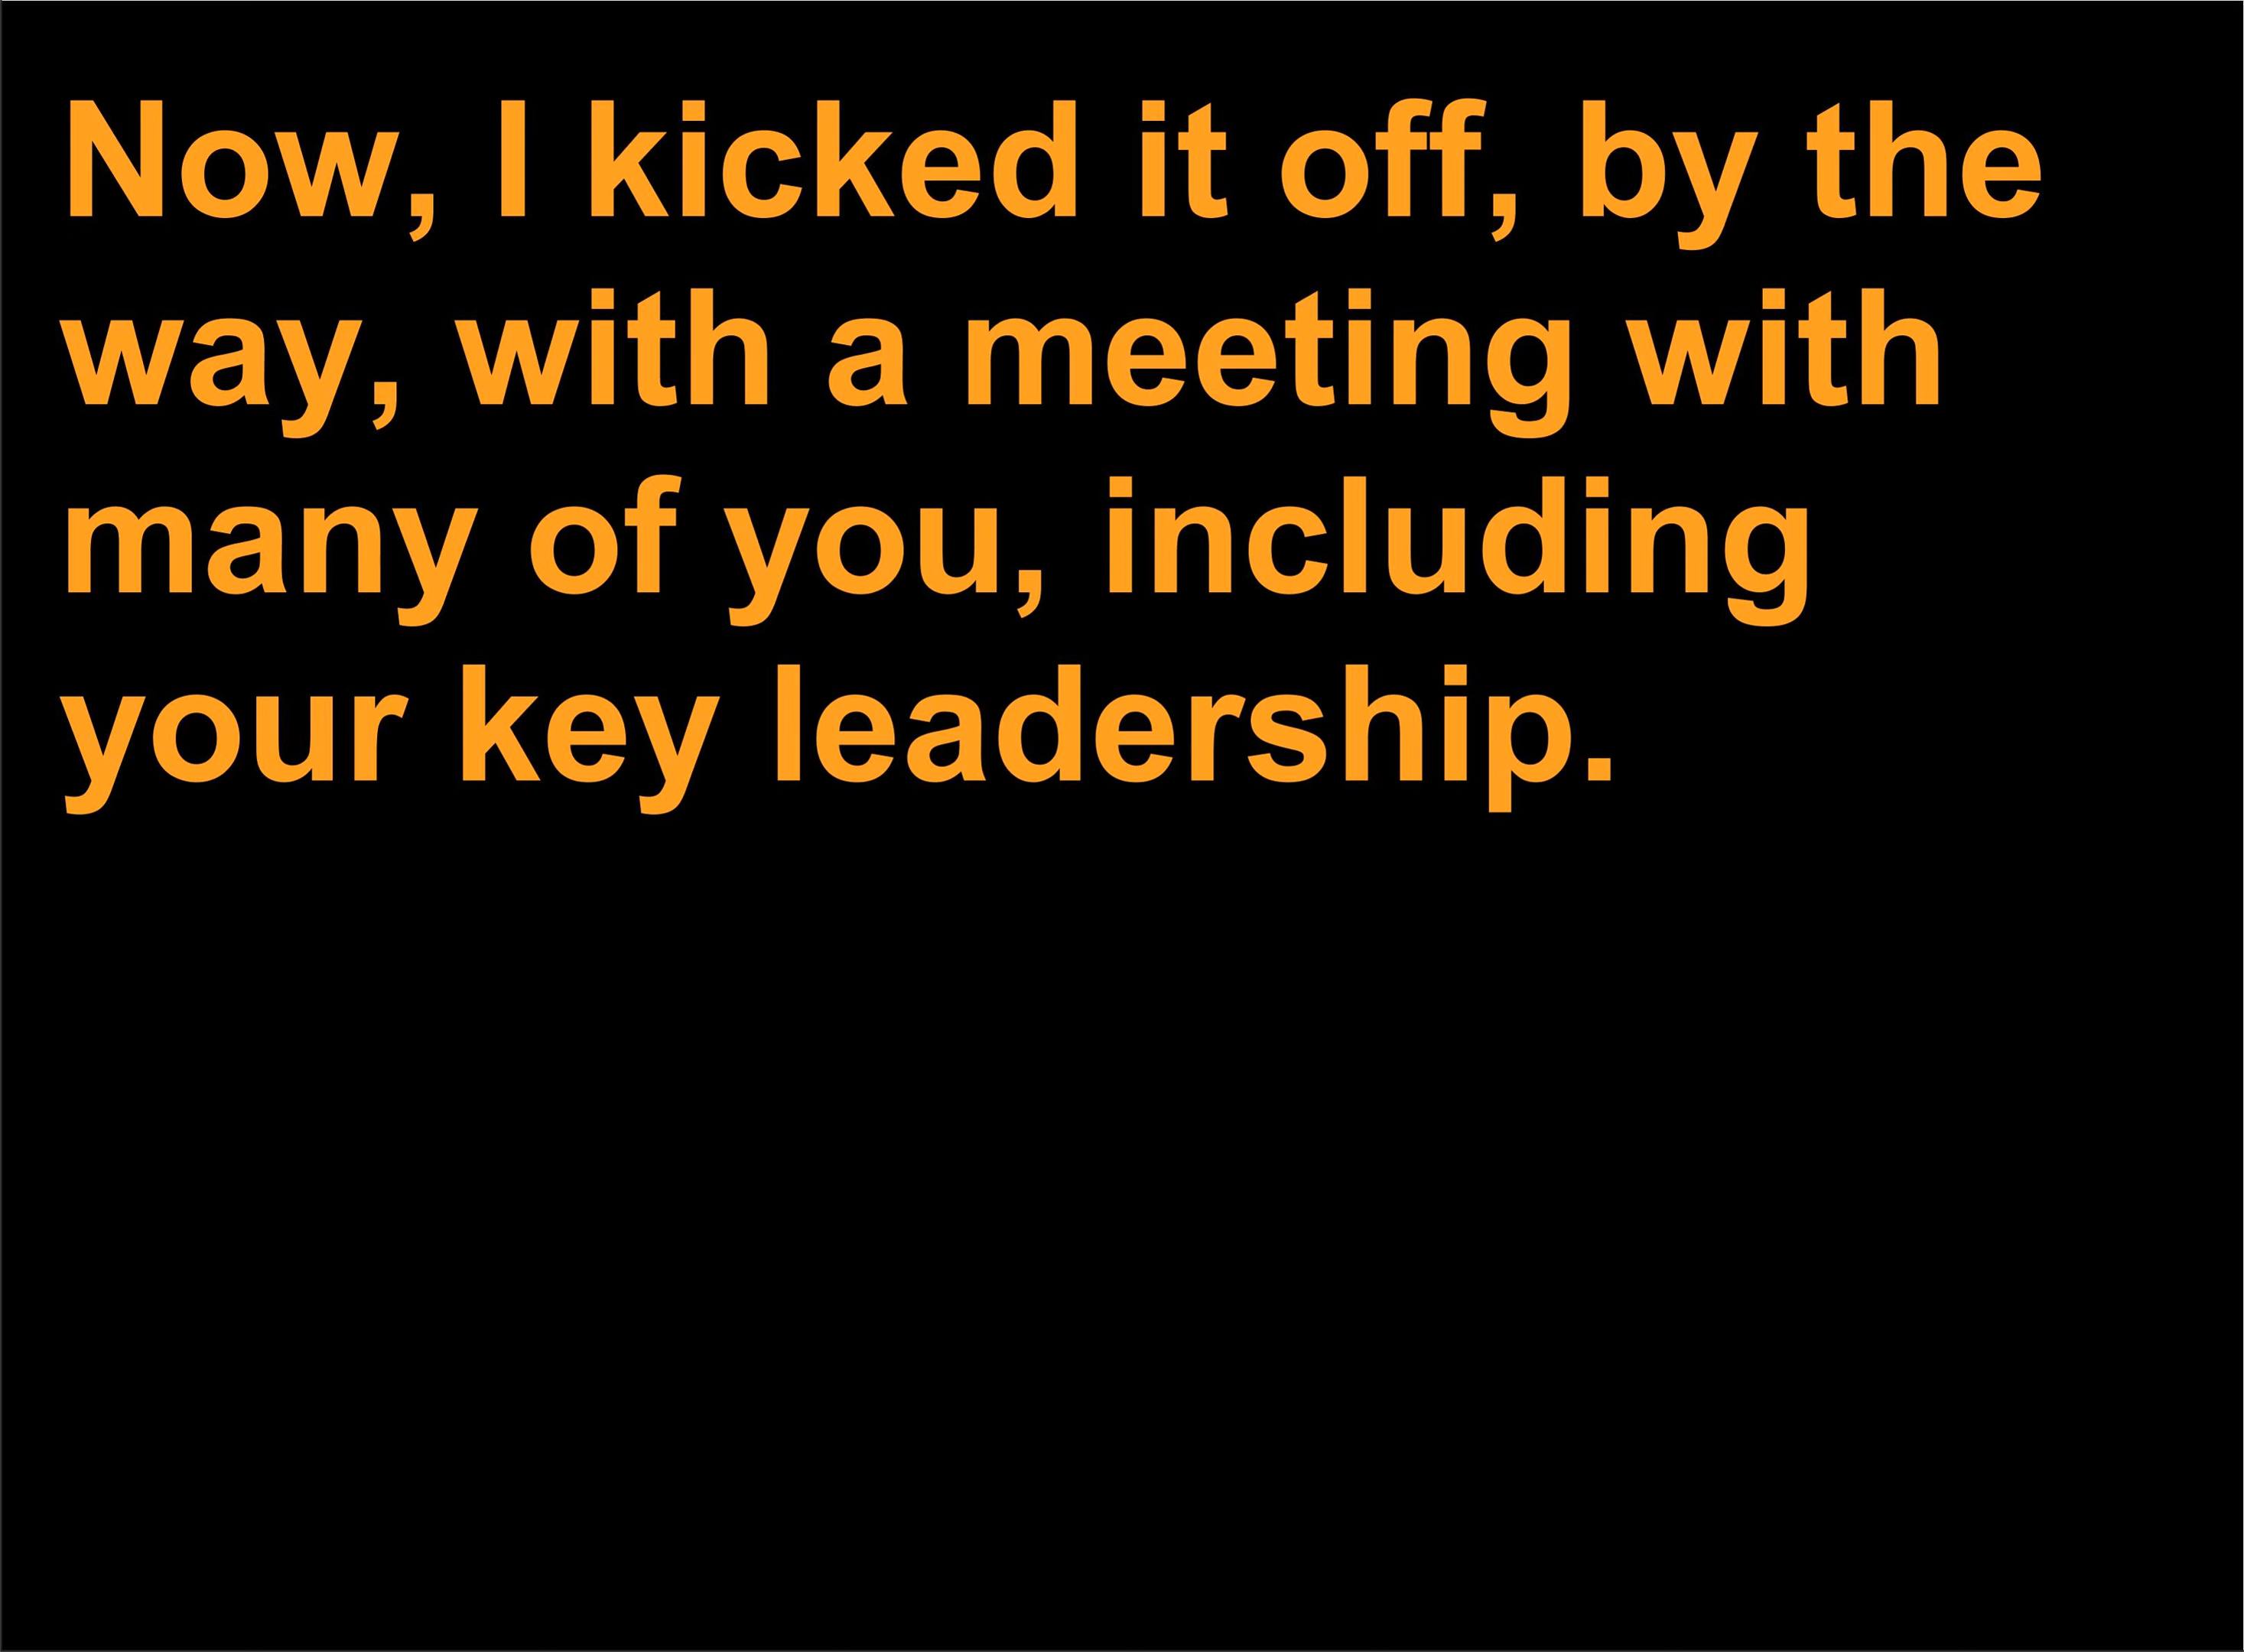 Now, I kicked it off, by the
way, with a meeting with
many of you, including
your key leadership.